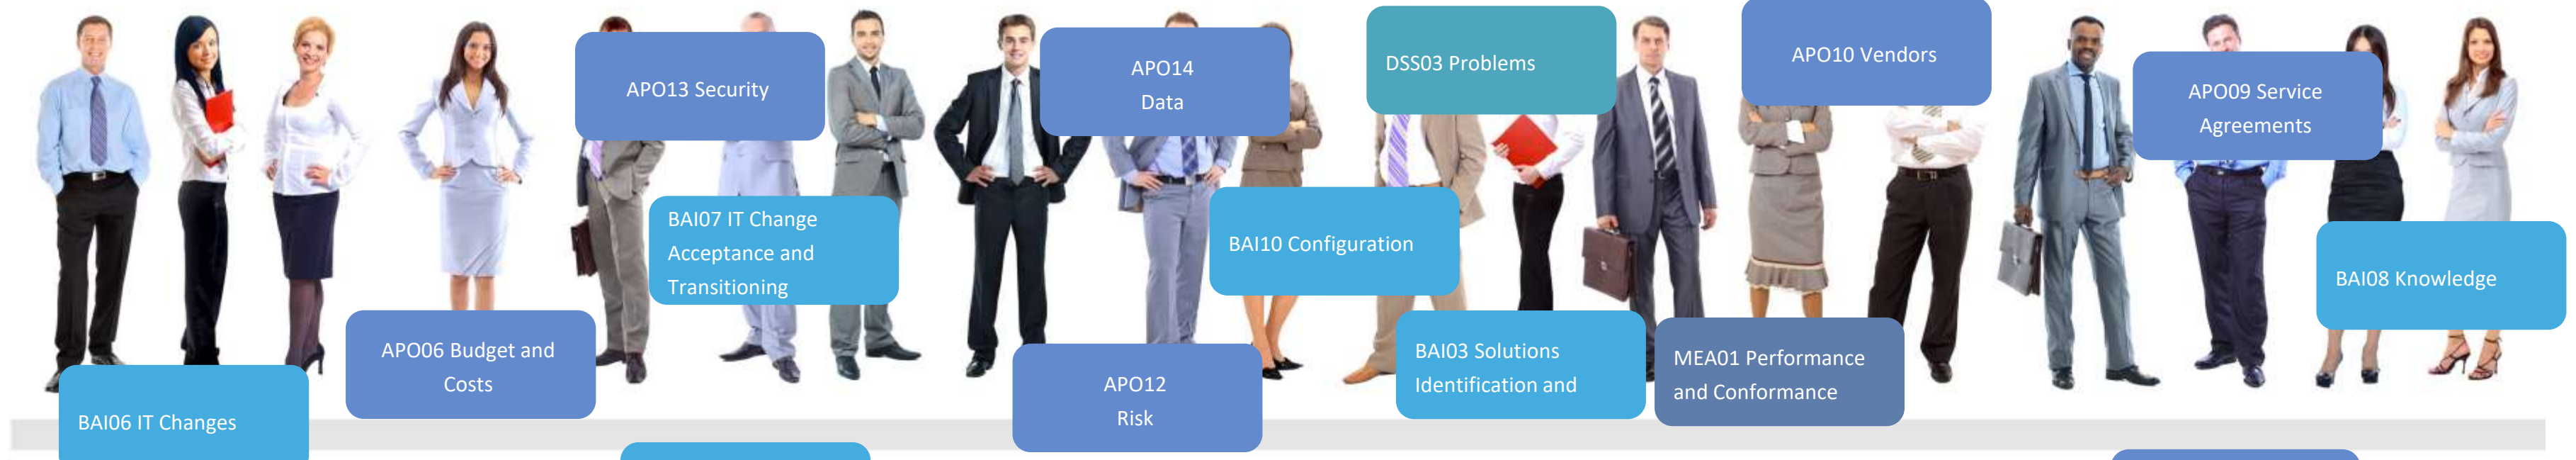 APO13 Security
APO14
Data
DSS03 Problems
APO10 Vendors
APO09 Service
Agreements
BAI07 IT Change
Acceptance and
Transitioning
BAI10 Configuration
BAI08 Knowledge
APO06 Budget and
Costs
APO12
Risk
BAI03 Solutions
Identification and
MEA01 Performance
and Conformance
BAI06 IT Changes